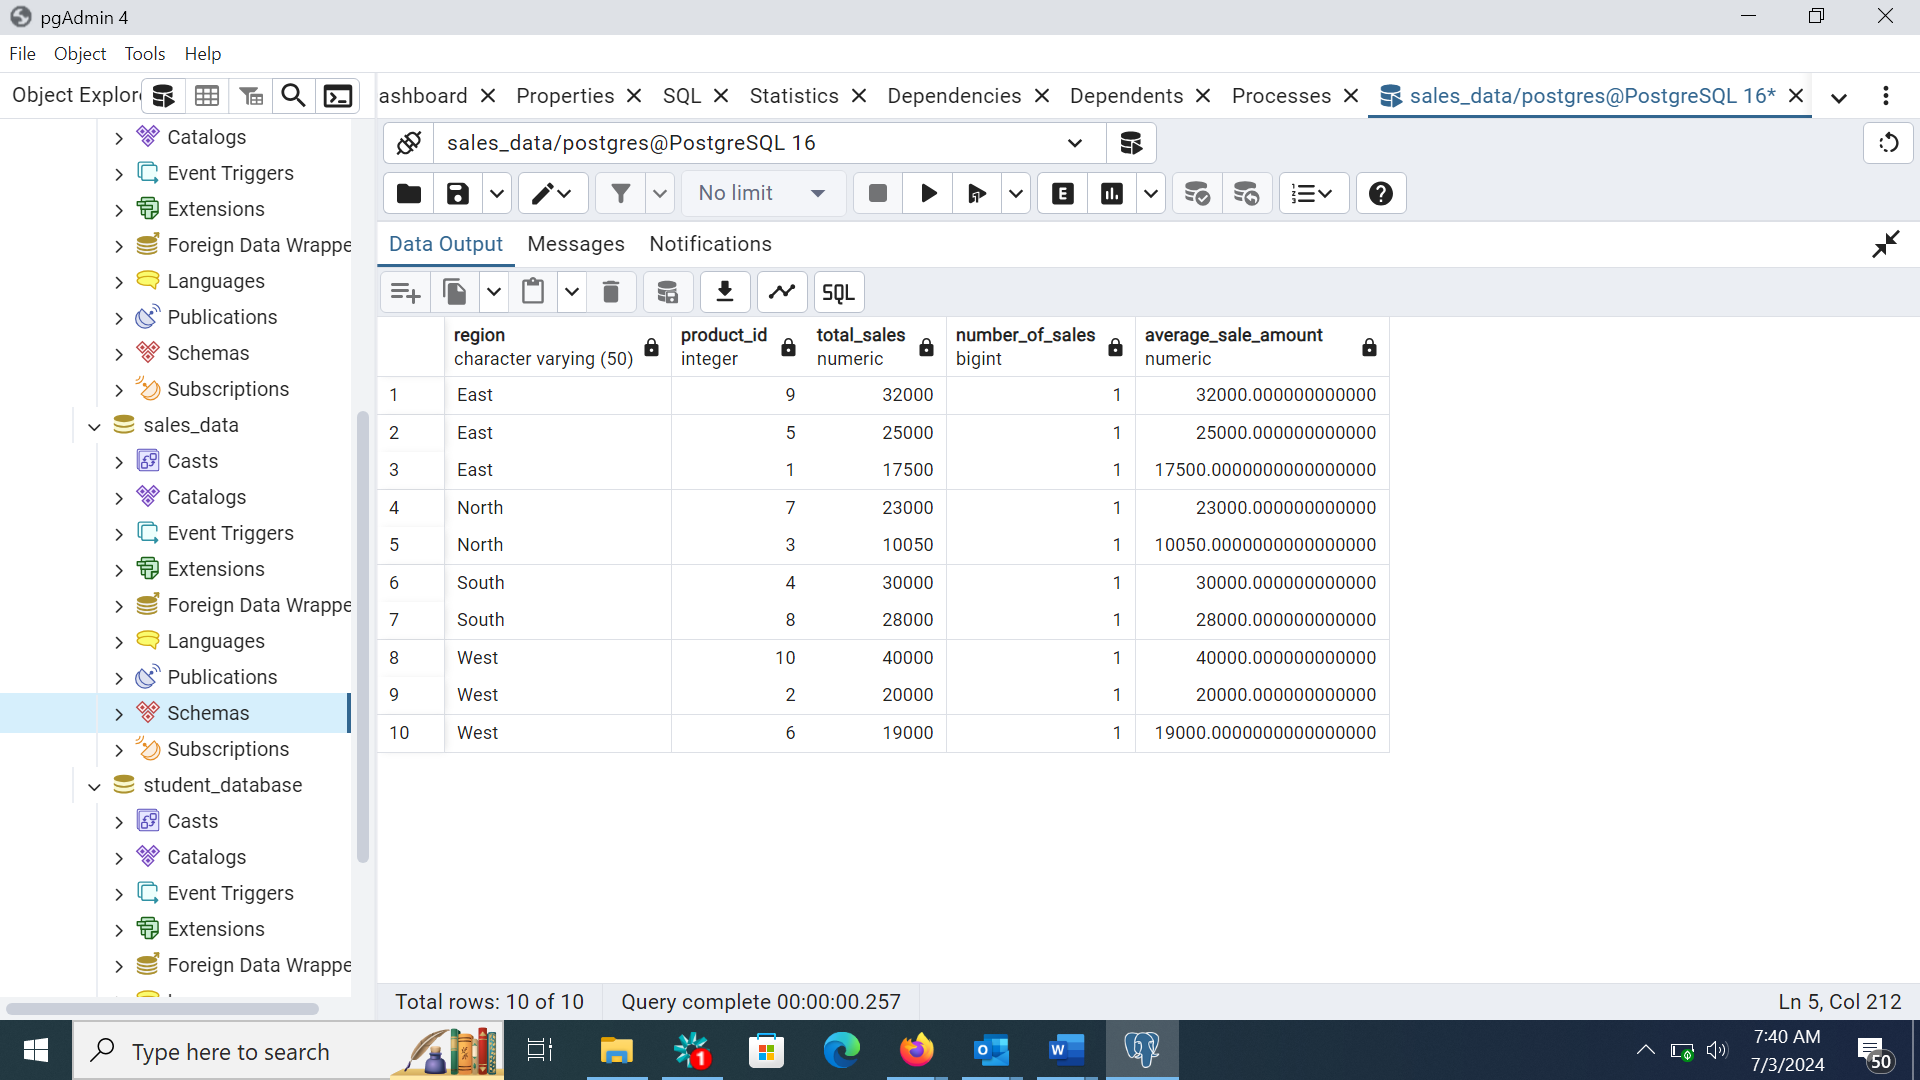 pgAdmin 4
File Object Tools Help
Object Explor
ashboard Properties SQL Statistics Dependencies Dependents Processes sales_data/postgres@PostgreSQL 16*
sales_data/postgres@PostgreSQL 16
No limit
E
Data Output Messages Notifications
SQL
Catalogs
Event Triggers
Extensions
Foreign Data Wrappe
Languages
Publications
Schemas
Subscriptions
sales_data
Casts
Catalogs
Event Triggers
Extensions
Foreign Data Wrappe
Languages
Publications
Schemas
Subscriptions
student_database
Casts
Catalogs
Event Triggers
Extensions
Foreign Data Wrappe
region product_id total_sales number_of_sales average_sale_amount
character varying (50) integer numeric bigint numeric
1 East 9 32000 1 32000.000000000000
2 East 5 25000 1 25000.000000000000
3 East 1 17500 1 17500.0000000000000000
4 North 7 23000 1 23000.000000000000
5 North 3 10050 1 10050.0000000000000000
6 South 4 30000 1 30000.000000000000
7 South 8 28000 1 28000.000000000000
8 West 10 40000 1 40000.000000000000
9 West 2 20000 1 20000.000000000000
10 West 6 19000 1 19000.0000000000000000
Total rows: 10 of 10 Query complete 00:00:00.257 Ln 5, Col 212
Type here to search
1
W
7:40 AM
7/3/2024
50